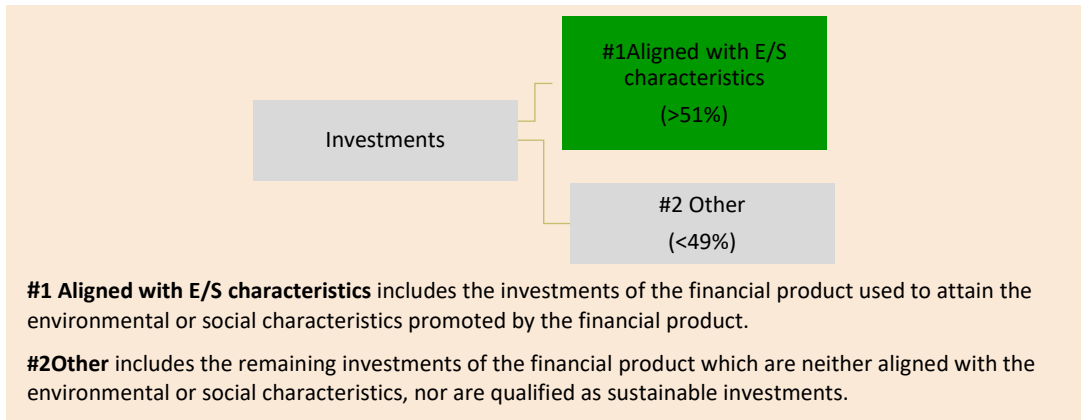 #1Aligned with E/S
characteristics
(>51%)
Investments
#2 Other
(<49%)
#1 Aligned with E/S characteristics includes the investments of the financial product used to attain the
environmental or social characteristics promoted by the financial product.
#2Other includes the remaining investments of the financial product which are neither aligned with the
environmental or social characteristics, nor are qualified as sustainable investments.